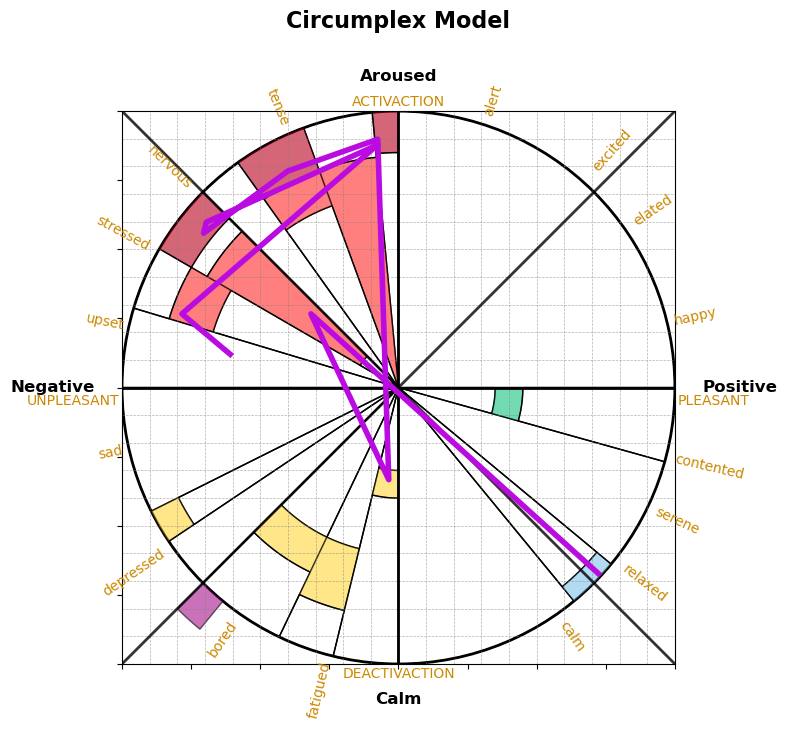 Circumplex Model
Aroused
ACTIVACTION
tense
alert
nervous
excited
stressed
elated
upset
happy
Negative
Positive
UNPLEASANT
PLEASANT
sad
contented
serene
depressed
relaxed
bored
calm
fatigued
DEACTIVACTION
Calm